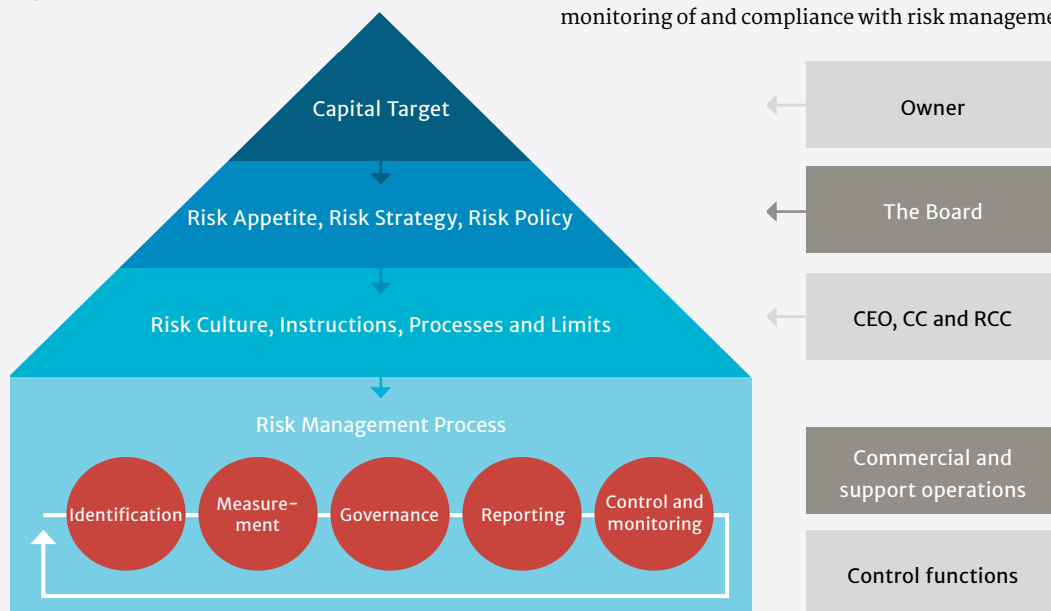 monitoring of and compliance with risk manageme
Capital Target
Owner
Risk Appetite, Risk Strategy, Risk Policy
The Board
Risk Culture, Instructions, Processes and Limits
CEO, CC and RCC
Risk Management Process
Identification
Measure-
ment
Governance
Reporting
Control and
monitoring
Commercial and
support operations
Control functions